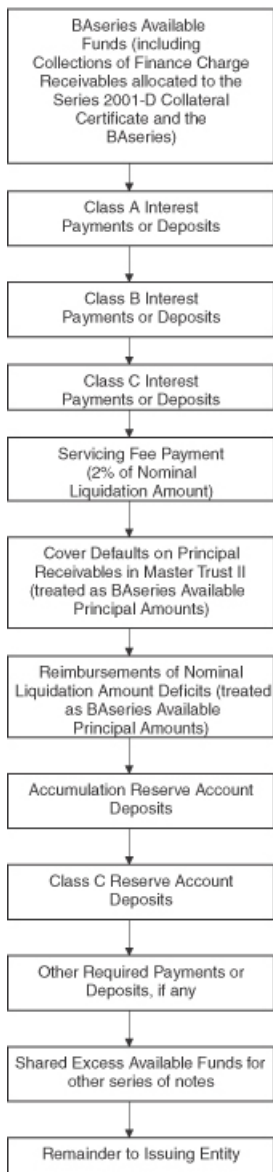 BAseries Available
Funds (including
Collections of Finance Charge
Receivables allocated to the
Series 2001-D Collateral
Certificate and the
BAseries)
Class A Interest
Payments or Deposits
Class B Interest
Payments or Deposits
Class C Interest
Payments or Deposits
Servicing Fee Payment
(2% of Nominal
Liquidation Amount)
Cover Defaults on Principal
Receivables in Master Trust II
(treated as BAseries Available
Principal Amounts)
Reimbursements of Nominal
Liquidation Amount Deficits (treated
as BAseries Available
Principal Amounts)
Accumulation Reserve Account
Deposits
Class C Reserve Account
Deposits
Other Required Payments or
Deposits, if any
Shared Excess Available Funds for
other series of notes
Remainder to Issuing Entity